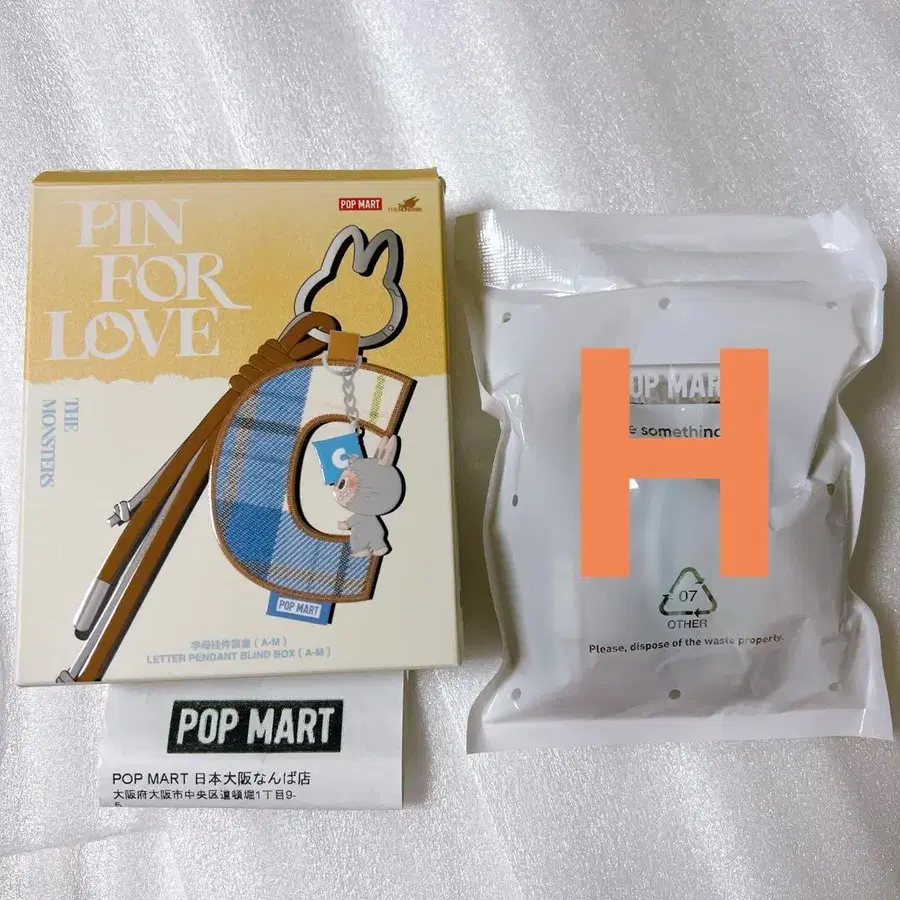 PIN
FOR
LOVE
POP MART
THE
MONSTERS
C
POP MART
字母挂件盲盒（A-M）
LETTER PENDANT BLIND BOX（A-M）
POP MART
POP MART 日本大阪なんば店
大阪府大阪市中央区道頓堀1丁目9-
H
POP MAR
e something
07
OTHER
Please, dispose of the waste properly.